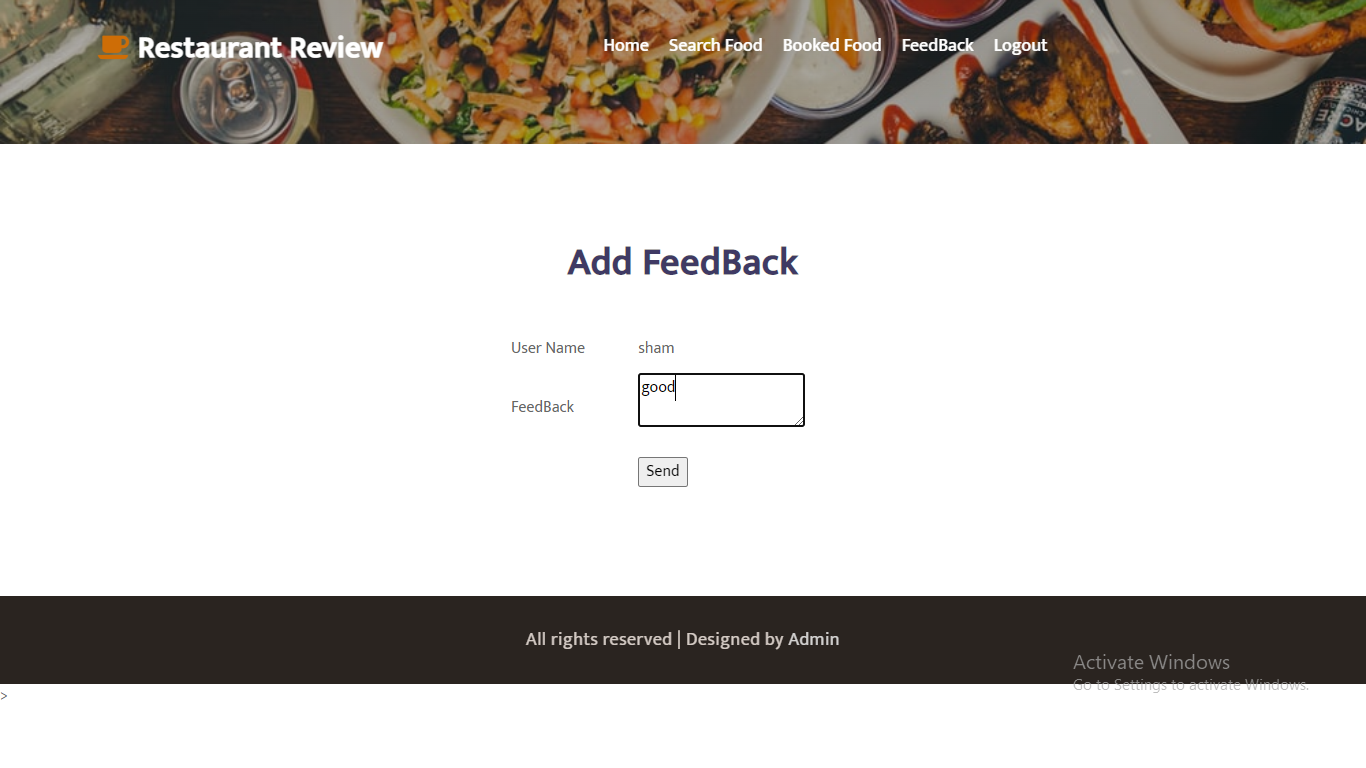 Restaurant Review
Home Search Food Booked Food FeedBack Logout
Add FeedBack
User Name sham
FeedBack good
Send
All rights reserved | Designed by Admin
Activate Windows
Go to Settings to activate Windows.
>